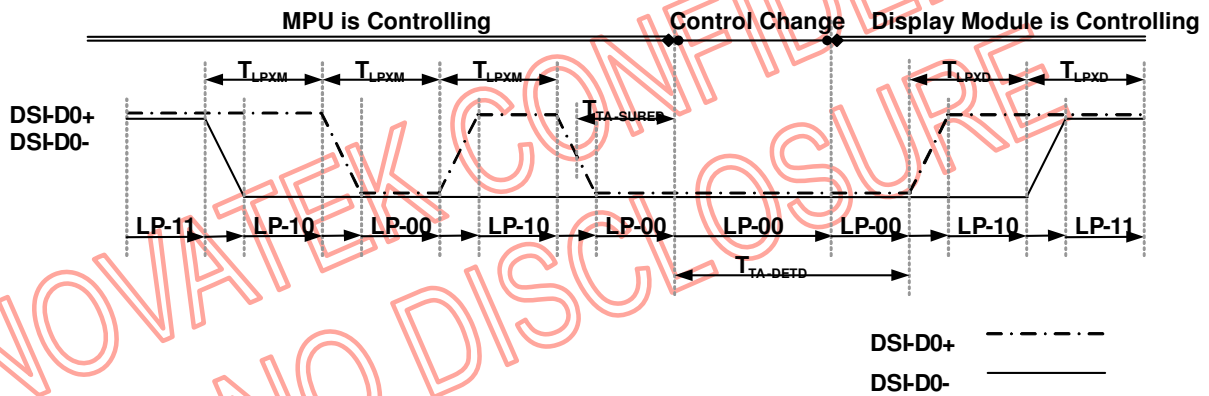 MPU is Controlling Control Change Display Module is Controlling
TLPXM TLPXM TLPXM TLPXD TLPXD
TTA-SURED
DSI-D0+
DSI-D0-
LP-11 LP-10 LP-00 LP-10 LP-00 LP-00 LP-00 LP-10 LP-11
TTA-DETD
DSI-D0+
DSI-D0-
NOVATEK CONFIDE
NO DISCLOSURE